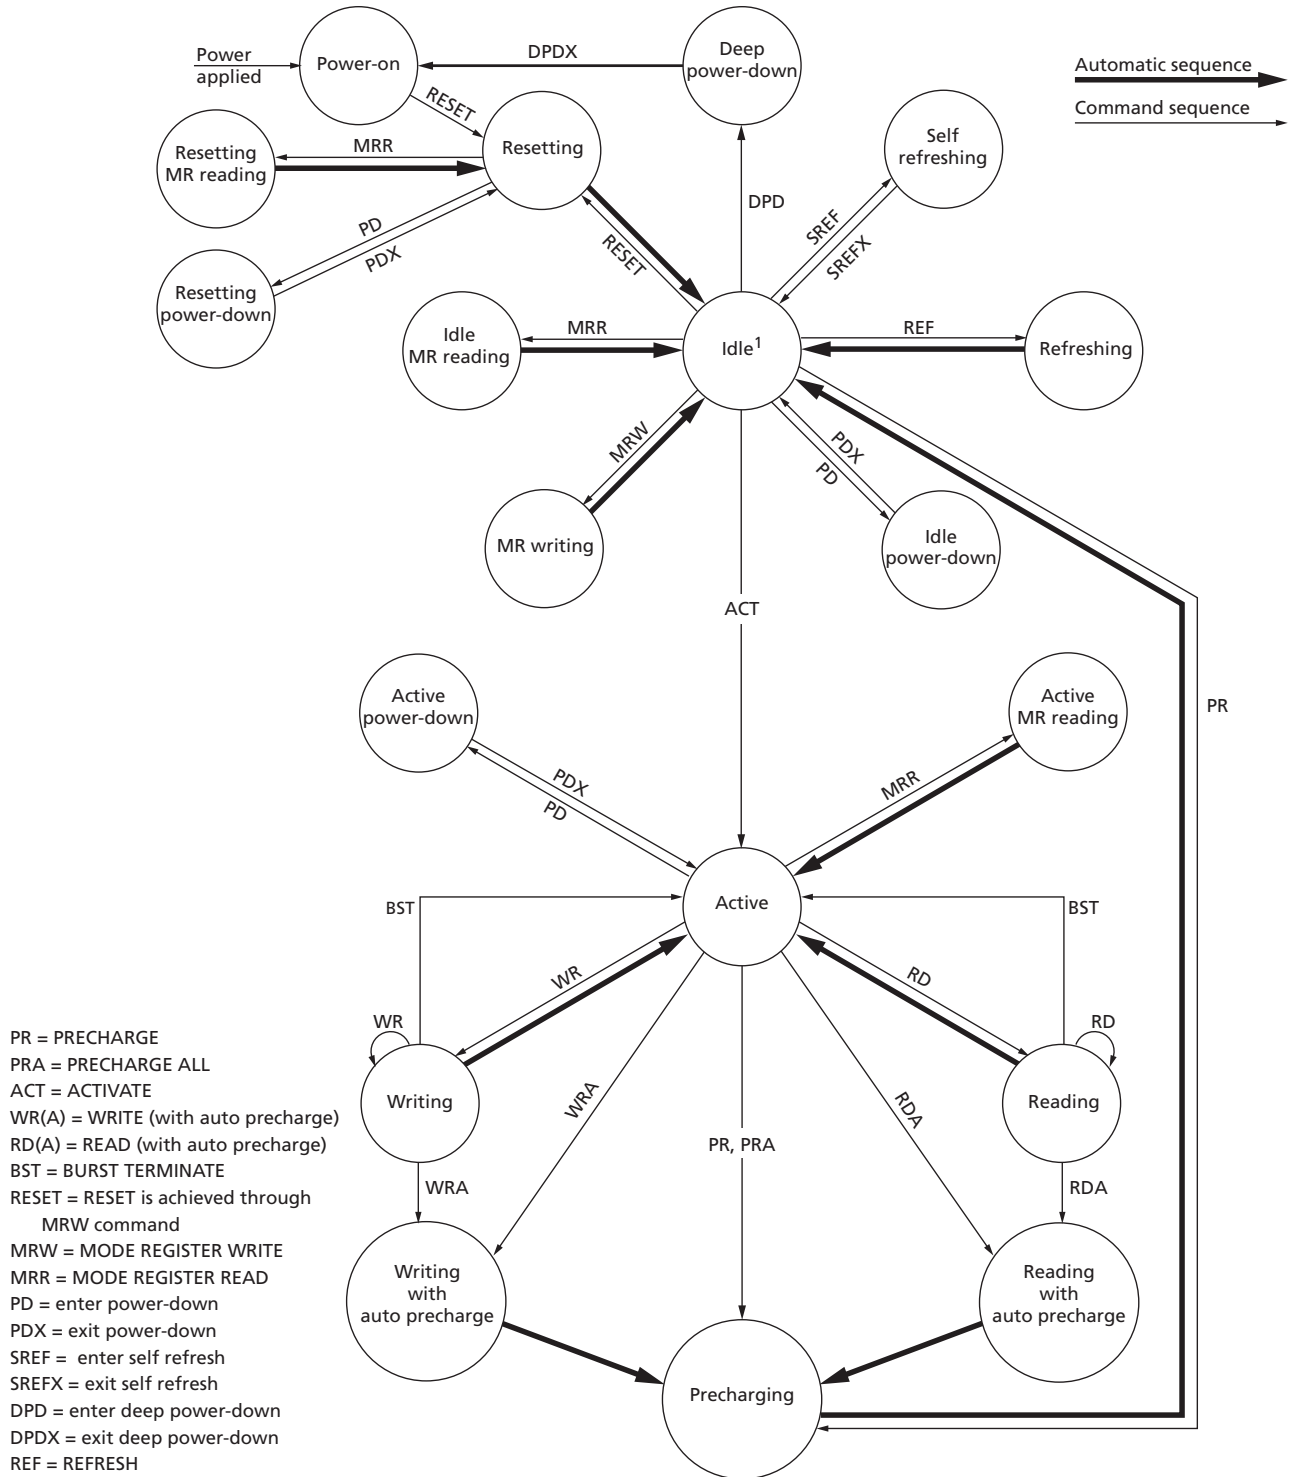 Power
applied
Power-on
DPDX
Deep
power-down
Automatic sequence
Command sequence
RESET
Resetting
MR reading
MRR
Resetting
Self
refreshing
DPD
SREF
SREFX
PD
PDX
RESET
Resetting
power-down
Idle
MR reading
MRR
Idle¹
REF
Refreshing
MRW
PDX
PD
MR writing
Idle
power-down
ACT
Active
power-down
Active
MR reading
PR
PDX
PD
MRR
BST
Active
BST
WR
RD
WR
RD
Writing
Reading
WRA
RDA
PR, PRA
WRA
RDA
Writing
with
auto precharge
Reading
with
auto precharge
Precharging
PR = PRECHARGE
PRA = PRECHARGE ALL
ACT = ACTIVATE
WR(A) = WRITE (with auto precharge)
RD(A) = READ (with auto precharge)
BST = BURST TERMINATE
RESET = RESET is achieved through
MRW command
MRW = MODE REGISTER WRITE
MRR = MODE REGISTER READ
PD = enter power-down
PDX = exit power-down
SREF = enter self refresh
SREFX = exit self refresh
DPD = enter deep power-down
DPDX = exit deep power-down
REF = REFRESH